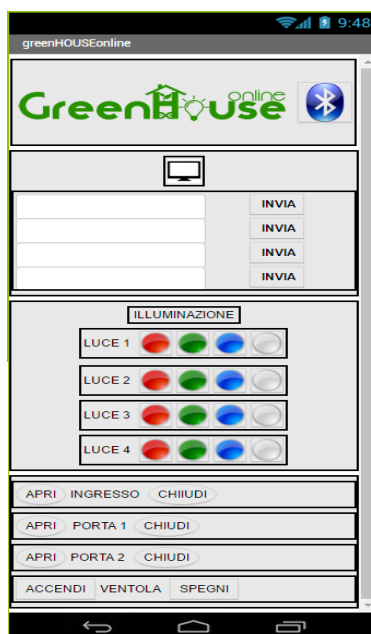 9:48
greenHOUSEonline
GreenHouse online
INVIA
INVIA
INVIA
INVIA
ILLUMINAZIONE
LUCE 1
LUCE 2
LUCE 3
LUCE 4
APRI INGRESSO CHIIUDI
APRI PORTA 1 CHIUDI
APRI PORTA 2 CHIUDI
ACCENDI VENTOLA SPEGNI